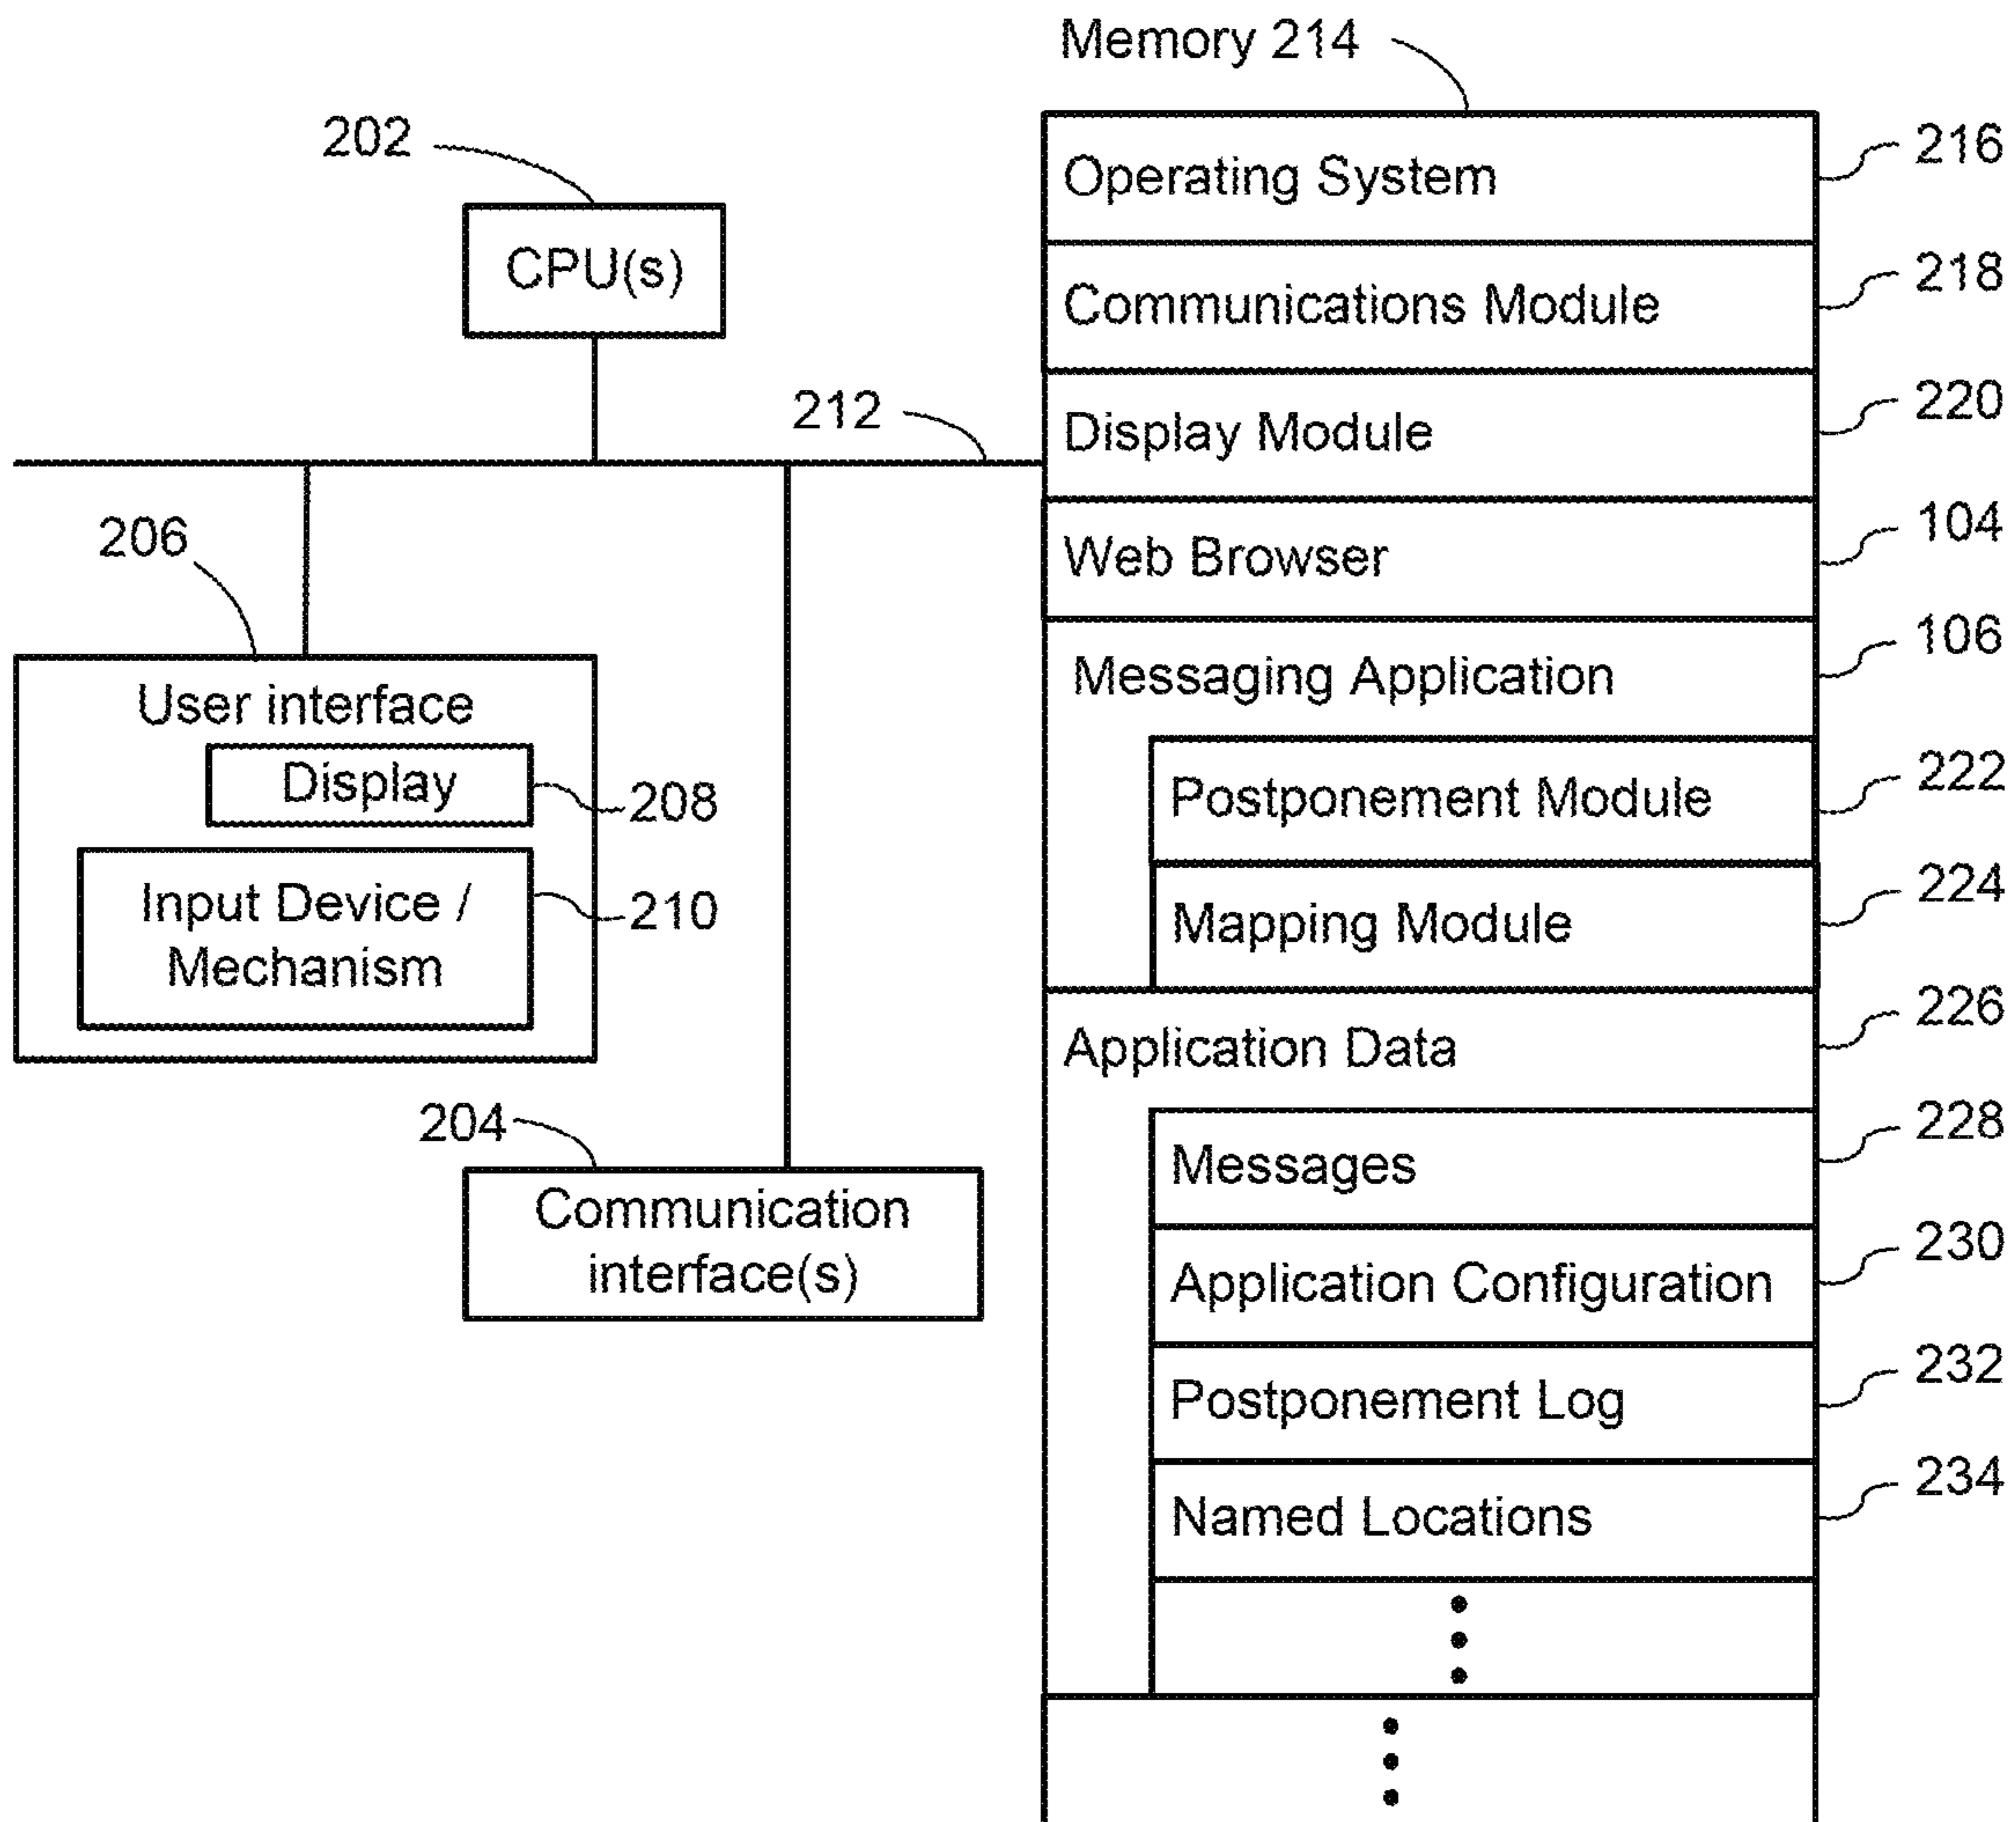 Memory 214
202
CPU(s)
212
206
User interface
Display
208
Input Device /
Mechanism
210
204
Communication
interface(s)
Operating System
216
Communications Module
218
Display Module
220
Web Browser
104
Messaging Application
106
Postponement Module
222
Mapping Module
224
Application Data
226
Messages
228
Application Configuration
230
Postponement Log
232
Named Locations
234